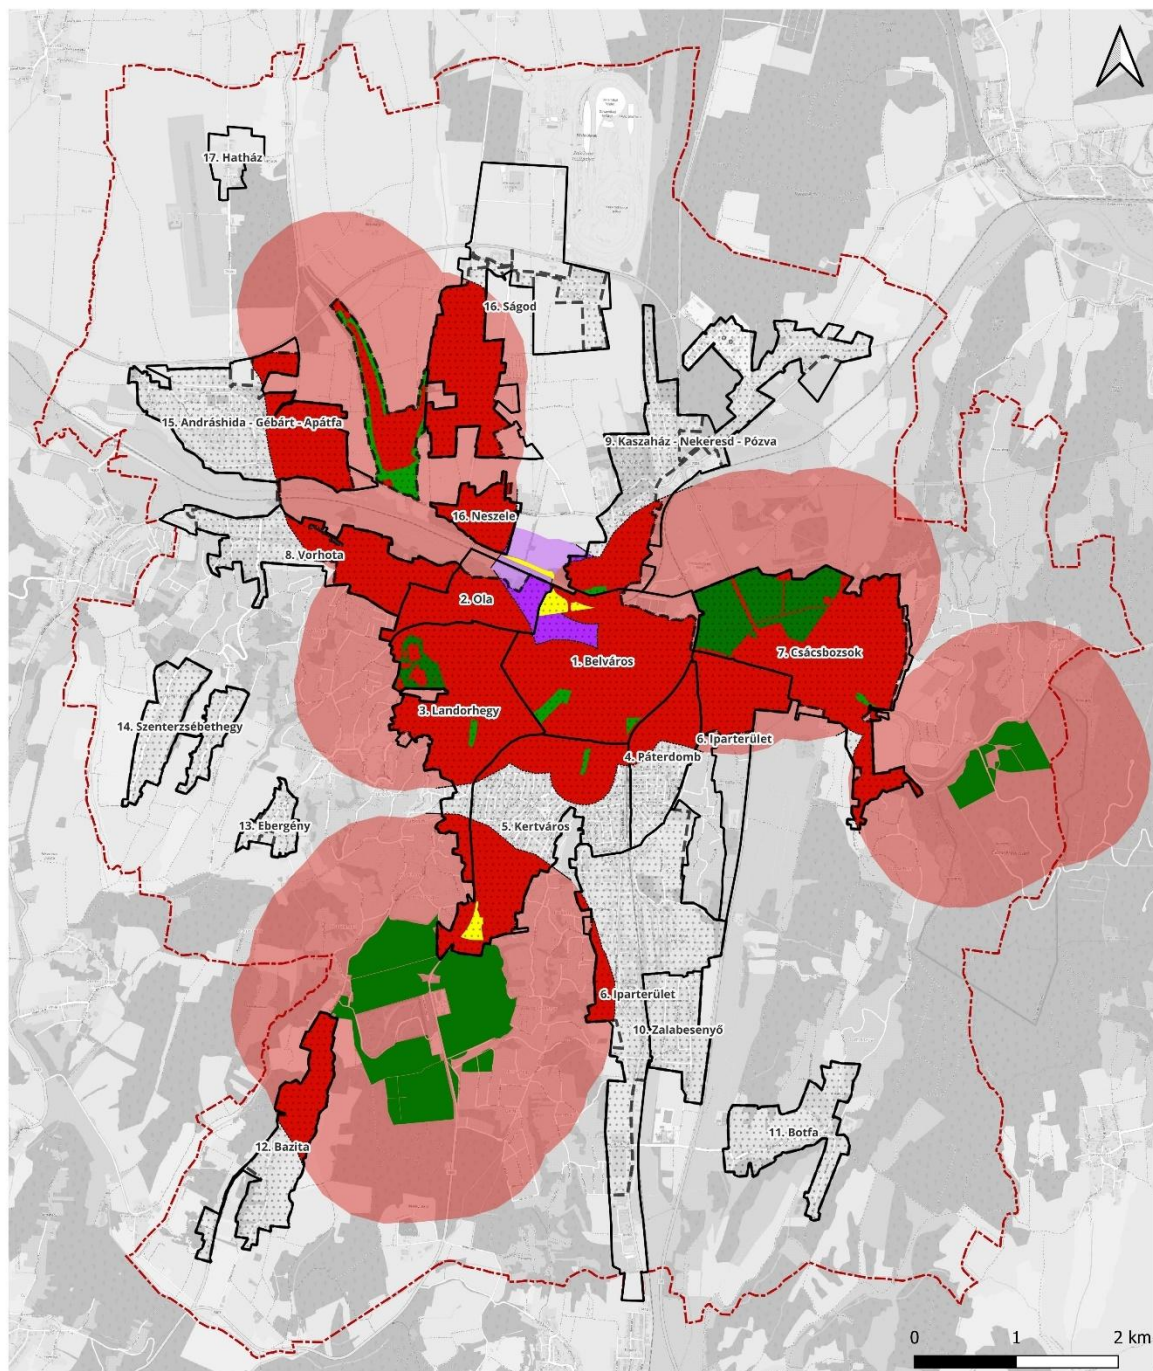 17. Hatház
16. Ságod
15. Andráshida - Gébárt - Apátfa
9. Kaszaház - Nekeresd - Pózva
16. Neszele
8. Vorhota
2. Ola
1. Belváros
7. Csácsbozsok
3. Landorhegy
14. Szenterzsébethegy
6. Iparterület
4. Páterdomb
13. Ebergény
5. Kertváros
6. Iparterület
10. Zalabesenyő
11. Botfa
12. Bazita
0 1 2 km